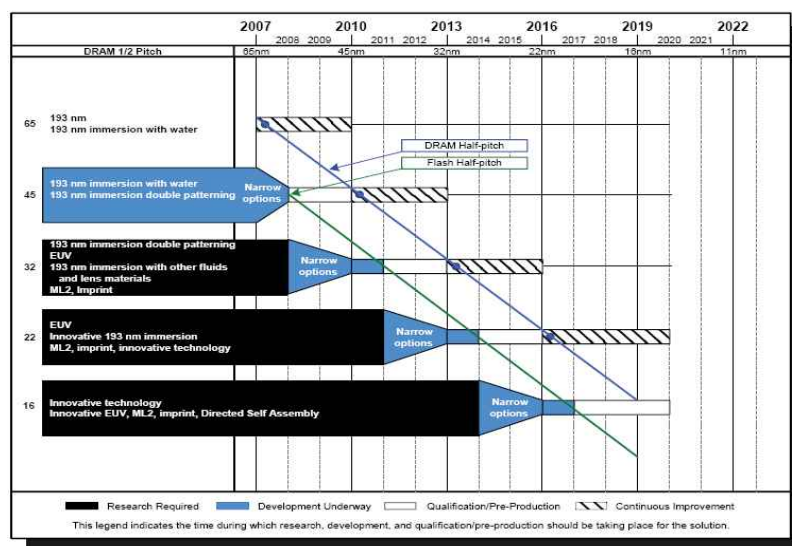 2007 2010 2013 2016 2019 2022
2008 2009 2011 2012 2014 2015 2017 2018 2020 2021
DRAM 1/2 Pitch 65nm 45nm 32nm 22nm 16nm 11nm
65 193 nm
193 nm immersion with water
DRAM Half-pitch
Flash Half-pitch
45 193 nm immersion with water
193 nm immersion double patterning
Narrow
options
32 193 nm immersion double patterning
EUV
193 nm immersion with other fluids
and lens materials
ML2, Imprint
Narrow
options
22 EUV
Innovative 193 nm immersion
ML2, imprint, innovative technology
Narrow
options
16 Innovative technology
Innovative EUV, ML2, imprint, Directed Self Assembly
Narrow
options
Research Required Development Underway Qualification/Pre-Production Continuous Improvement
This legend indicates the time during which research, development, and qualification/pre-production should be taking place for the solution.